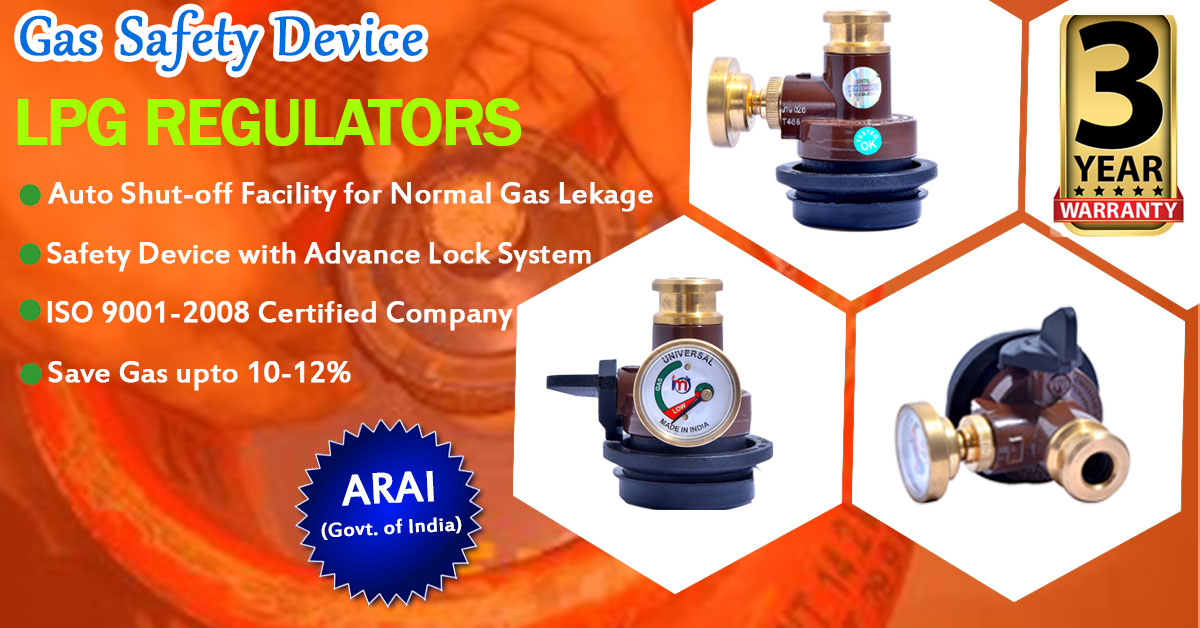 Gas Safety Device
LPG REGULATORS
Auto Shut-off Facility for Normal Gas Lekage
Safety Device with Advance Lock System
ISO 9001-2008 Certified Company
Save Gas upto 10-12%
ARAI
(Govt. of India)
3
YEAR
WARRANTY
T468
TESTED
OK
UNIVERSAL
GAS
LOW
MADE IN INDIA